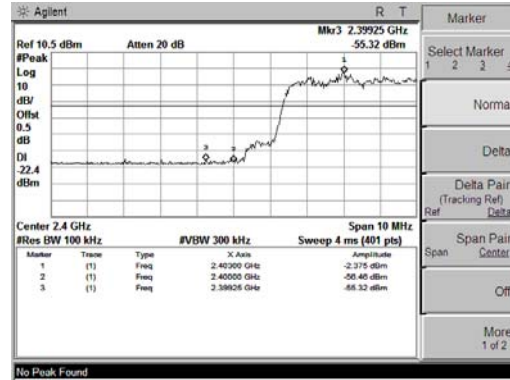 Agilent R T
Mkr3 2.39925 GHz
Ref 10.5 dBm Atten 20 dB -55.32 dBm
#Peak
Log
10
dB/
Offst
0.5
dB
DI
-22.4
dBm
1
3
2
Center 2.4 GHz Span 10 MHz
#Res BW 100 kHz #VBW 300 kHz Sweep 4 ms (401 pts)
Marker Trace Type X Axis Amplitude
1 (1) Freq 2.40300 GHz -2.375 dBm
2 (1) Freq 2.40000 GHz -56.46 dBm
3 (1) Freq 2.39925 GHz -55.32 dBm
No Peak Found
Marker
Select Marker
1 2 3
Norma
Delta
Delta Pair
(Tracking Ref)
Ref Delta
Span Pair
Span Center
Off
More
1 of 2